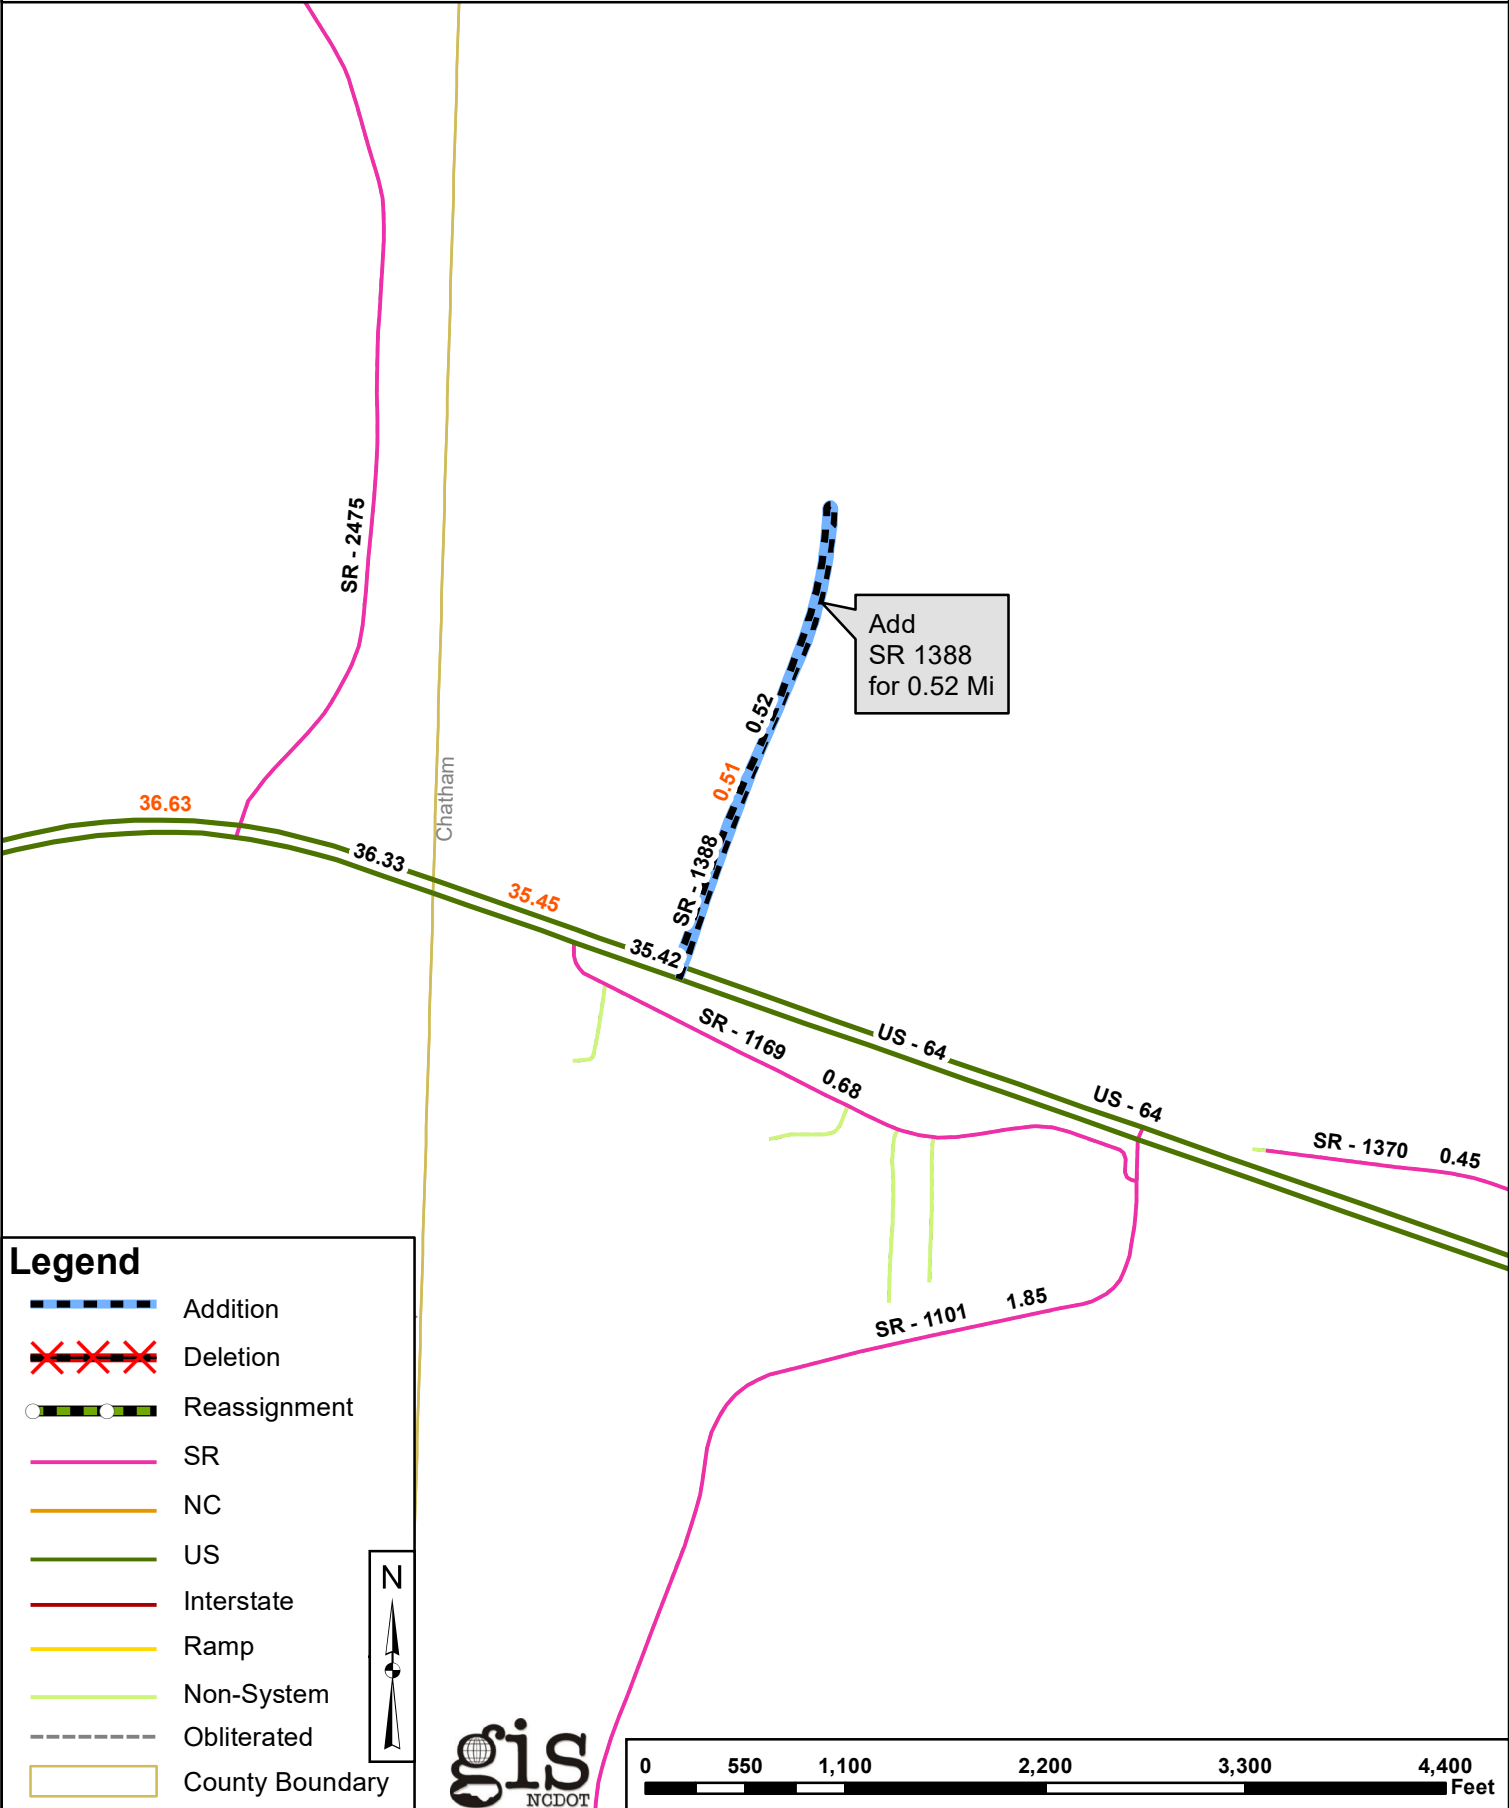 SR - 2475
Add
SR 1388
for 0.52 Mi
0.52
0.51
SR - 1388
Chatham
36.63
36.33
35.45
35.42
US - 64
SR - 1169
0.68
US - 64
SR - 1370 0.45
SR - 1101 1.85
Legend
Addition
Deletion
Reassignment
SR
NC
US
Interstate
Ramp
Non-System
Obliterated
County Boundary
N
gis
NCDOT
0 550 1,100 2,200 3,300 4,400
Feet